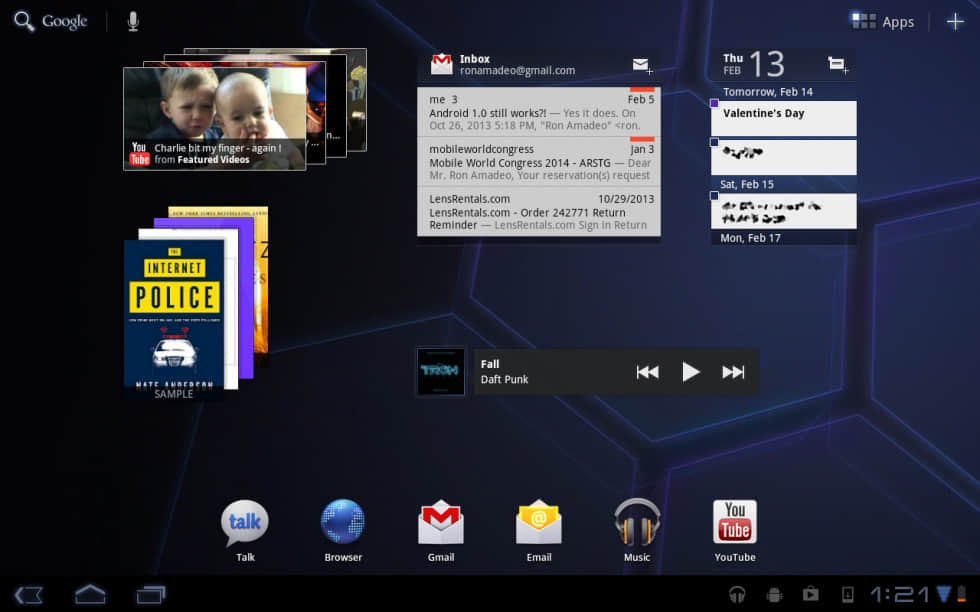 Google
Apps
You
Tube
Charlie bit my finger - again !
from Featured Videos
n...
...
Inbox
ronamadeo@gmail.com
me 3
Feb 5
Android 1.0 still works?! — Yes it does. On
Oct 26, 2013 5:18 PM, "Ron Amadeo" <ron.
mobileworldcongress
Jan 3
Mobile World Congress 2014 - ARSTG — Dear
Mr. Ron Amadeo, Your reservation(s) request
LensRentals.com
10/29/2013
LensRentals.com - Order 242771 Return
Reminder — LensRentals.com Sign in Return
Thu
FEB
13
Tomorrow, Feb 14
Valentine's Day
Sat, Feb 15
Mon, Feb 17
THE
INTERNET
POLICE
NATE ANDERSON
SAMPLE
TRON
Fall
Daft Punk
talk
Talk
Browser
Gmail
@
Email
Music
You
Tube
YouTube
1:21